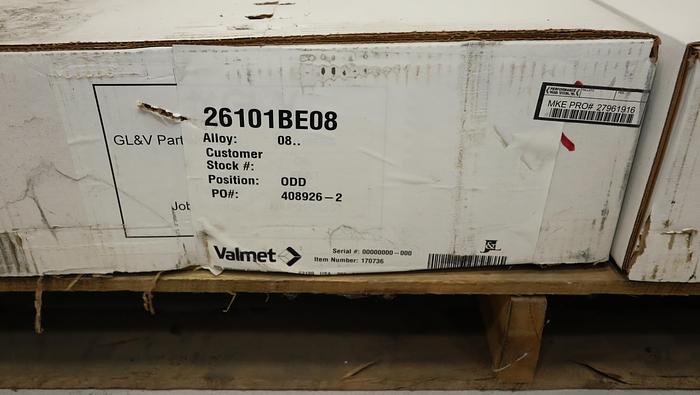 GL&V Part
Job
26101BE08
Alloy: 08..
Customer
Stock #:
Position: ODD
PO#: 408926-2
Valmet
Serial #: 00000000-000
Item Number: 170736
MKE PRO# 27961916